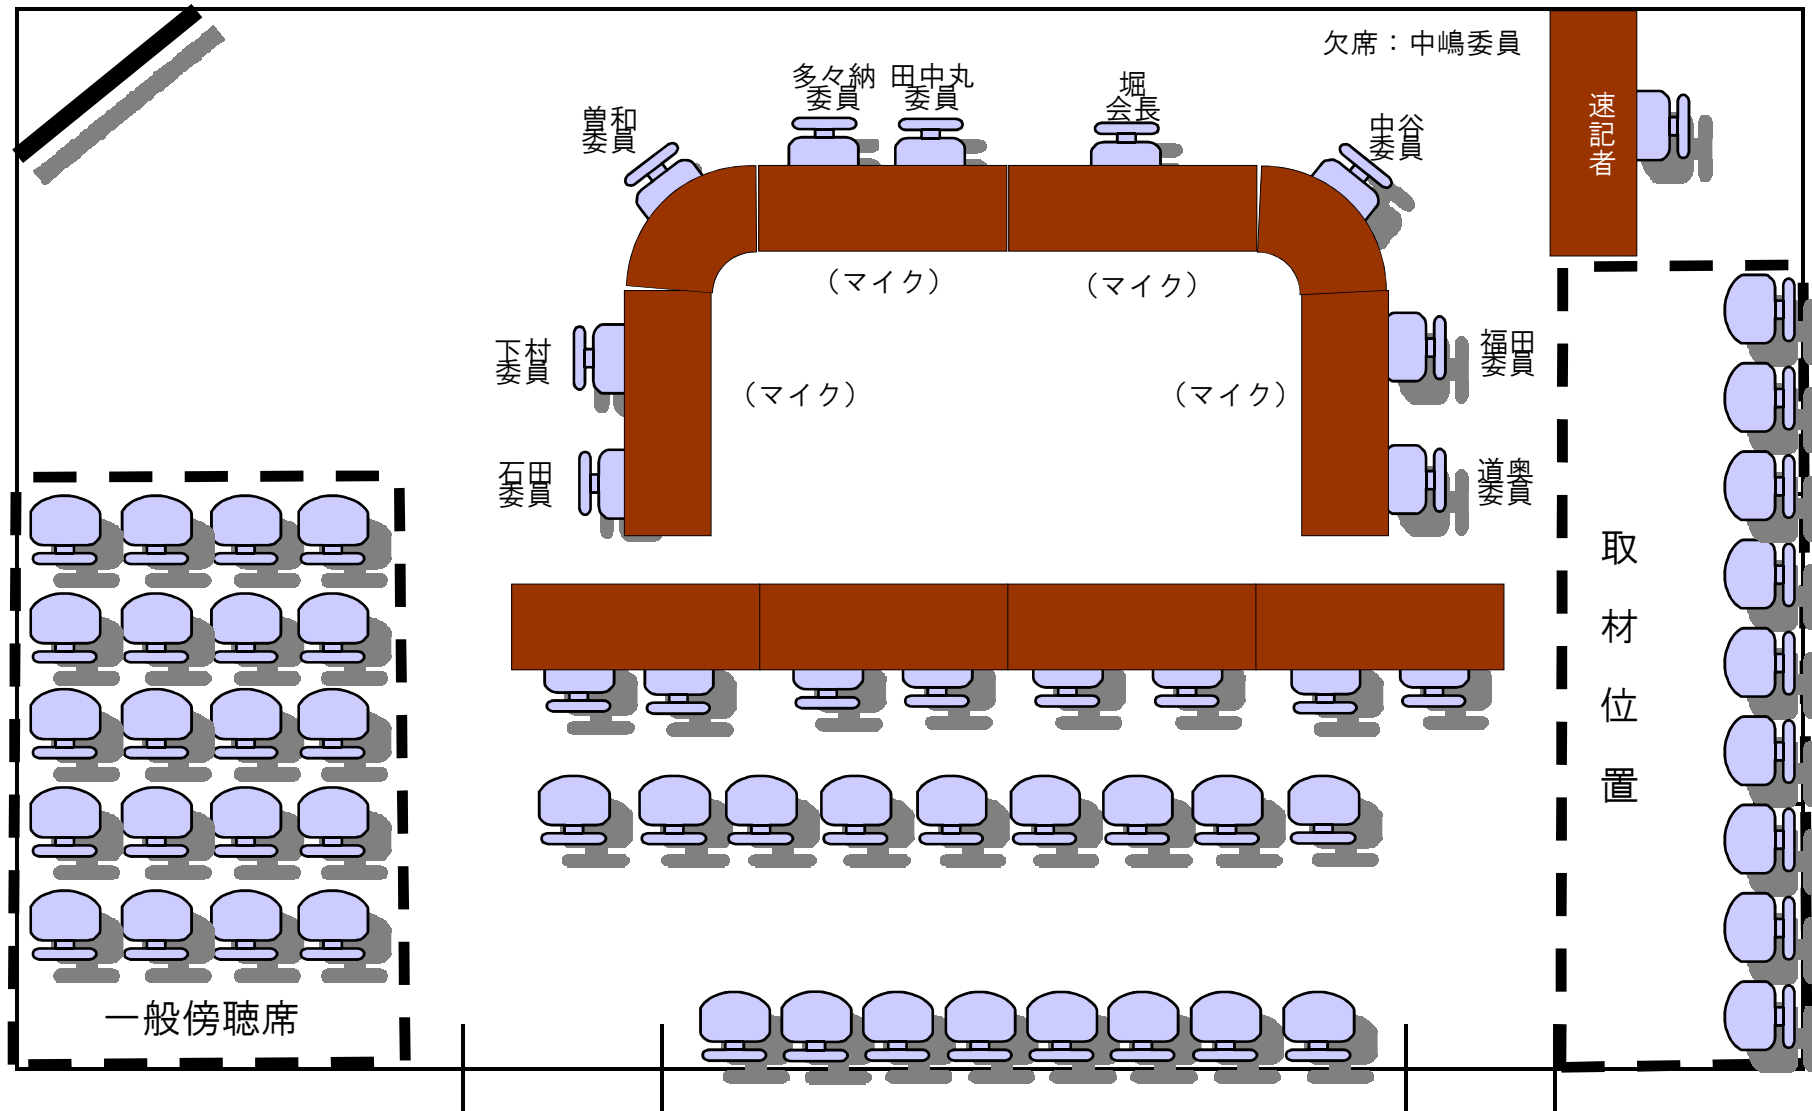 欠席：中嶋委員
多々納
委員
田中丸
委員
堀
会長
曽和
委員
中谷
委員
速記者
（マイク）
（マイク）
下村
委員
（マイク）
（マイク）
福田
委員
石田
委員
道奥
委員
取材位置
一般傍聴席